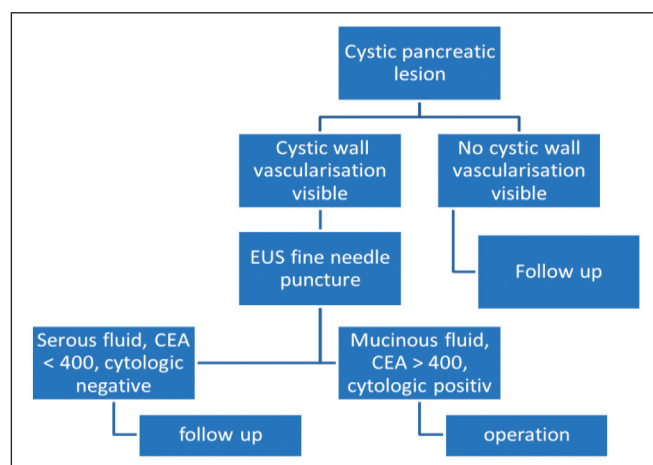 Cystic pancreatic
lesion
Cystic wall
vascularisation
visible
No cystic wall
vascularisation
visible
EUS fine needle
puncture
Follow up
Serous fluid, CEA
< 400, cytologic
negative
Mucinous fluid,
CEA > 400,
cytologic positiv
follow up
operation